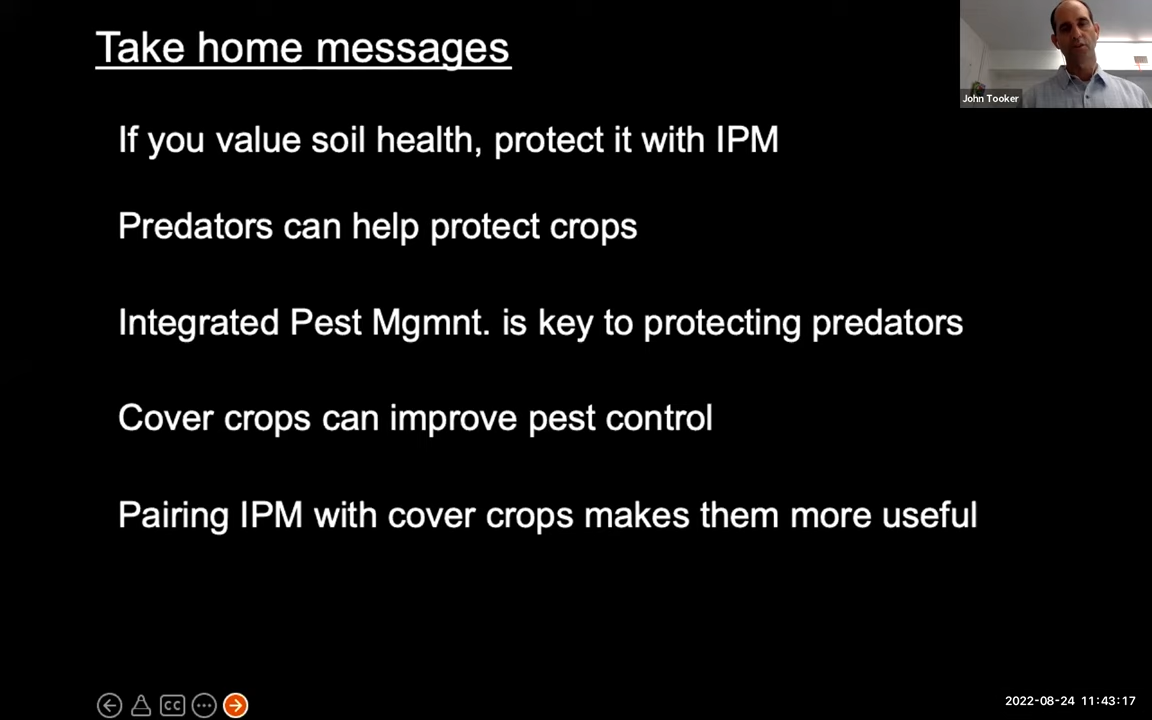 Take home messages
John Tooker
If you value soil health, protect it with IPM
Predators can help protect crops
Integrated Pest Mgmnt. is key to protecting predators
Cover crops can improve pest control
Pairing IPM with cover crops makes them more useful
CC
2022-08-24 11:43:17